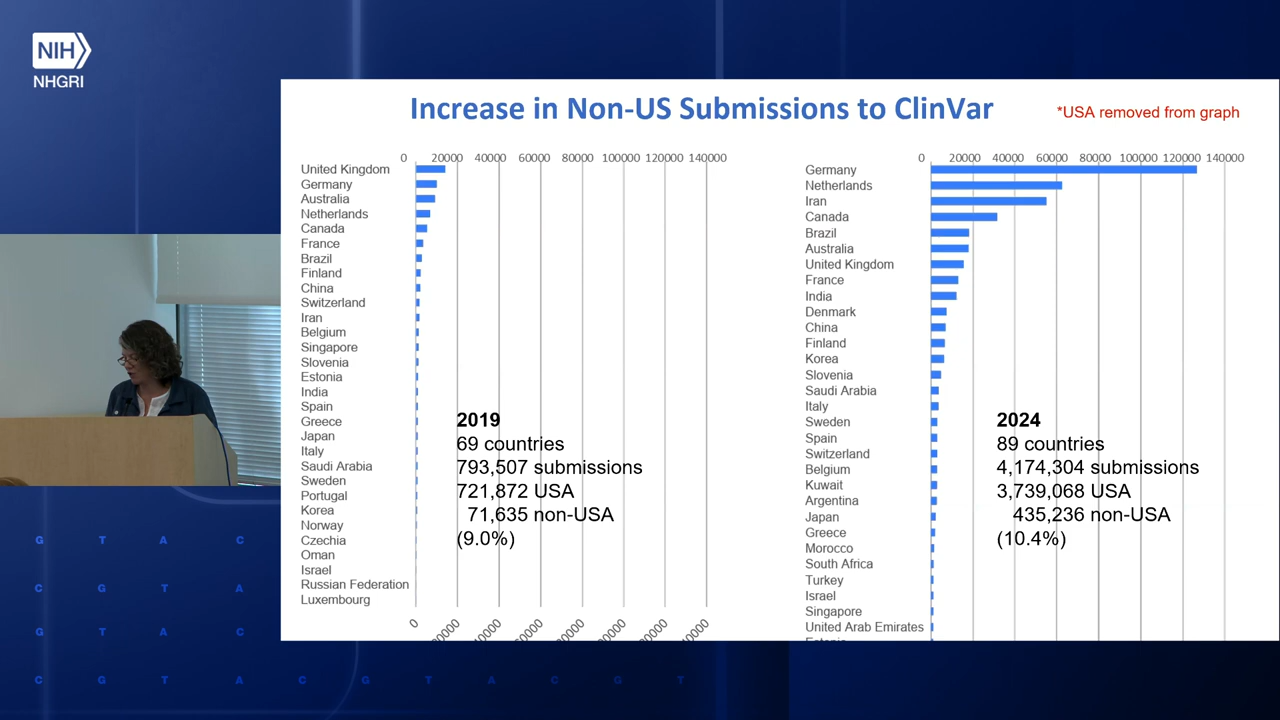 NIH
NHGRI
Increase in Non-US Submissions to ClinVar
*USA removed from graph
0 20000 40000 60000 80000 100000 120000 140000
United Kingdom
Germany
Australia
Netherlands
Canada
France
Brazil
Finland
China
Switzerland
Iran
Belgium
Singapore
Slovenia
Estonia
India
Spain
Greece
Japan
Italy
Saudi Arabia
Sweden
Portugal
Korea
Norway
Czechia
Oman
Israel
Russian Federation
Luxembourg
0
2019
69 countries
793,507 submissions
721,872 USA
71,635 non-USA
(9.0%)
0 20000 40000 60000 80000 100000 120000 140000
Germany
Netherlands
Iran
Canada
Brazil
Australia
United Kingdom
France
India
Denmark
China
Finland
Korea
Slovenia
Saudi Arabia
Italy
Sweden
Spain
Switzerland
Belgium
Kuwait
Argentina
Japan
Greece
Morocco
South Africa
Turkey
Israel
Singapore
United Arab Emirates
2024
89 countries
4,174,304 submissions
3,739,068 USA
435,236 non-USA
(10.4%)
G T A C
C G T A
G T A C
C G T A C G T A C G T